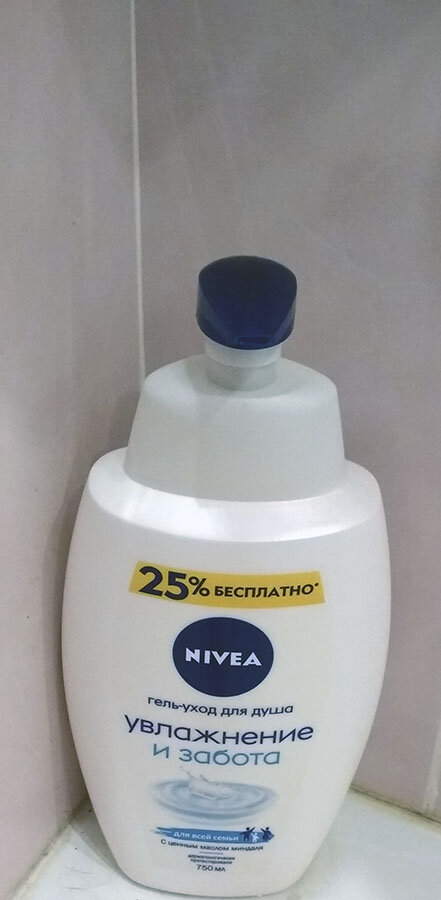 25% БЕСПЛАТНО*
NIVEA
гель-уход для душа
увлажнение
и забота
для всей семьи
с ценным маслом миндаля
дерматологически
протестировано
750 мл